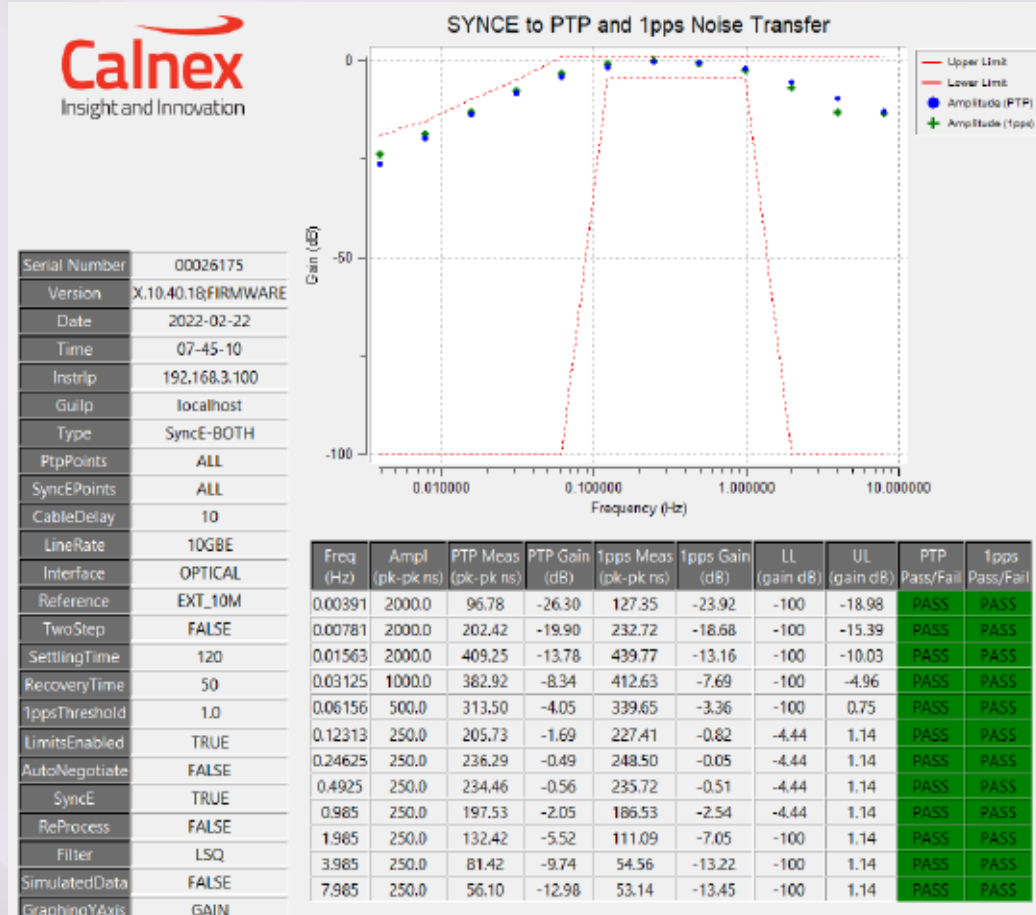 Calnex
Insight and Innovation
SYNCE to PTP and 1pps Noise Transfer
Upper Limit
Lower Limit
Amplitude (PTP)
Amplitude (1pps)
0
-50
-100
Gain (dB)
0.010000 0.100000 1.000000 10.000000
Frequency (Hz)
Serial Number 00026175
Version X.10.40.18;FIRMWARE
Date 2022-02-22
Time 07-45-10
InstrIp 192.168.3.100
GuiIp localhost
Type SyncE-BOTH
PtpPoints ALL
SyncEPoints ALL
CableDelay 10
LineRate 10GBE
Interface OPTICAL
Reference EXT_10M
TwoStep FALSE
SettlingTime 120
RecoveryTime 50
1ppsThreshold 1.0
LimitsEnabled TRUE
AutoNegotiate FALSE
SyncE TRUE
ReProcess FALSE
Filter LSQ
SimulatedData FALSE
GraphingYAxis GAIN
Freq Ampl PTP Meas PTP Gain 1pps Meas 1pps Gain LL UL PTP 1pps
(Hz) (pk-pk ns) (pk-pk ns) (dB) (pk-pk ns) (dB) (gain dB) (gain dB) Pass/Fail Pass/Fail
0.00391 2000.0 96.78 -26.30 127.35 -23.92 -100 -18.98 PASS PASS
0.00781 2000.0 202.42 -19.90 232.72 -18.68 -100 -15.39 PASS PASS
0.01563 2000.0 409.25 -13.78 439.77 -13.16 -100 -10.03 PASS PASS
0.03125 1000.0 382.92 -8.34 412.63 -7.69 -100 -4.96 PASS PASS
0.06156 500.0 313.50 -4.05 339.65 -3.36 -100 0.75 PASS PASS
0.12313 250.0 205.73 -1.69 227.41 -0.82 -4.44 1.14 PASS PASS
0.24625 250.0 236.29 -0.49 248.50 -0.05 -4.44 1.14 PASS PASS
0.4925 250.0 234.46 -0.56 235.72 -0.51 -4.44 1.14 PASS PASS
0.985 250.0 197.53 -2.05 186.53 -2.54 -4.44 1.14 PASS PASS
1.985 250.0 132.42 -5.52 111.09 -7.05 -100 1.14 PASS PASS
3.985 250.0 81.42 -9.74 54.56 -13.22 -100 1.14 PASS PASS
7.985 250.0 56.10 -12.98 53.14 -13.45 -100 1.14 PASS PASS